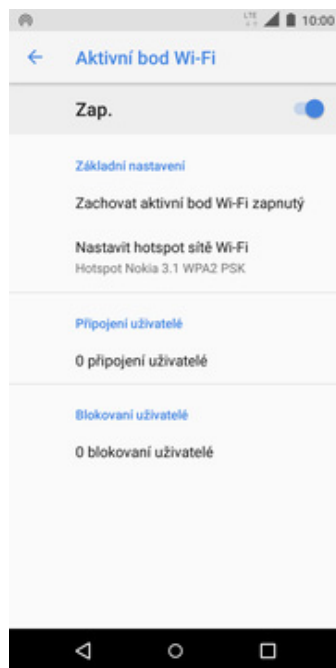 LTE 10:00
Aktivní bod Wi-Fi
Zap.
Základní nastavení
Zachovat aktivní bod Wi-Fi zapnutý
Nastavit hotspot sítě Wi-Fi
Hotspot Nokia 3.1 WPA2 PSK
Připojení uživatelé
0 připojení uživatelé
Blokovaní uživatelé
0 blokovaní uživatelé